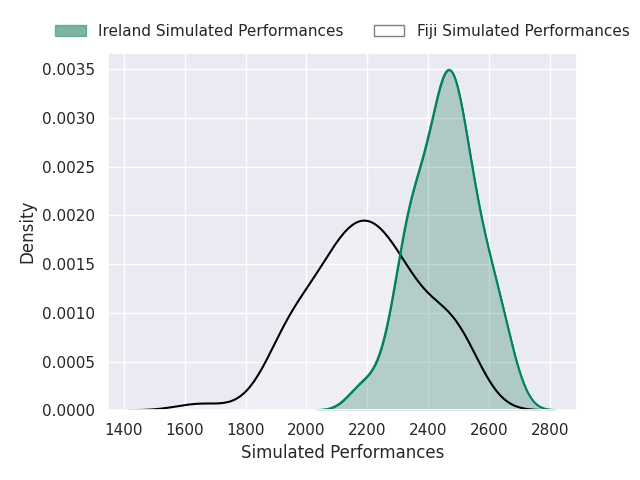 Ireland Simulated Performances Fiji Simulated Performances
0.0035
0.0030
0.0025
0.0020
0.0015
0.0010
0.0005
0.0000
Density
1400 1600 1800 2000 2200 2400 2600 2800
Simulated Performances